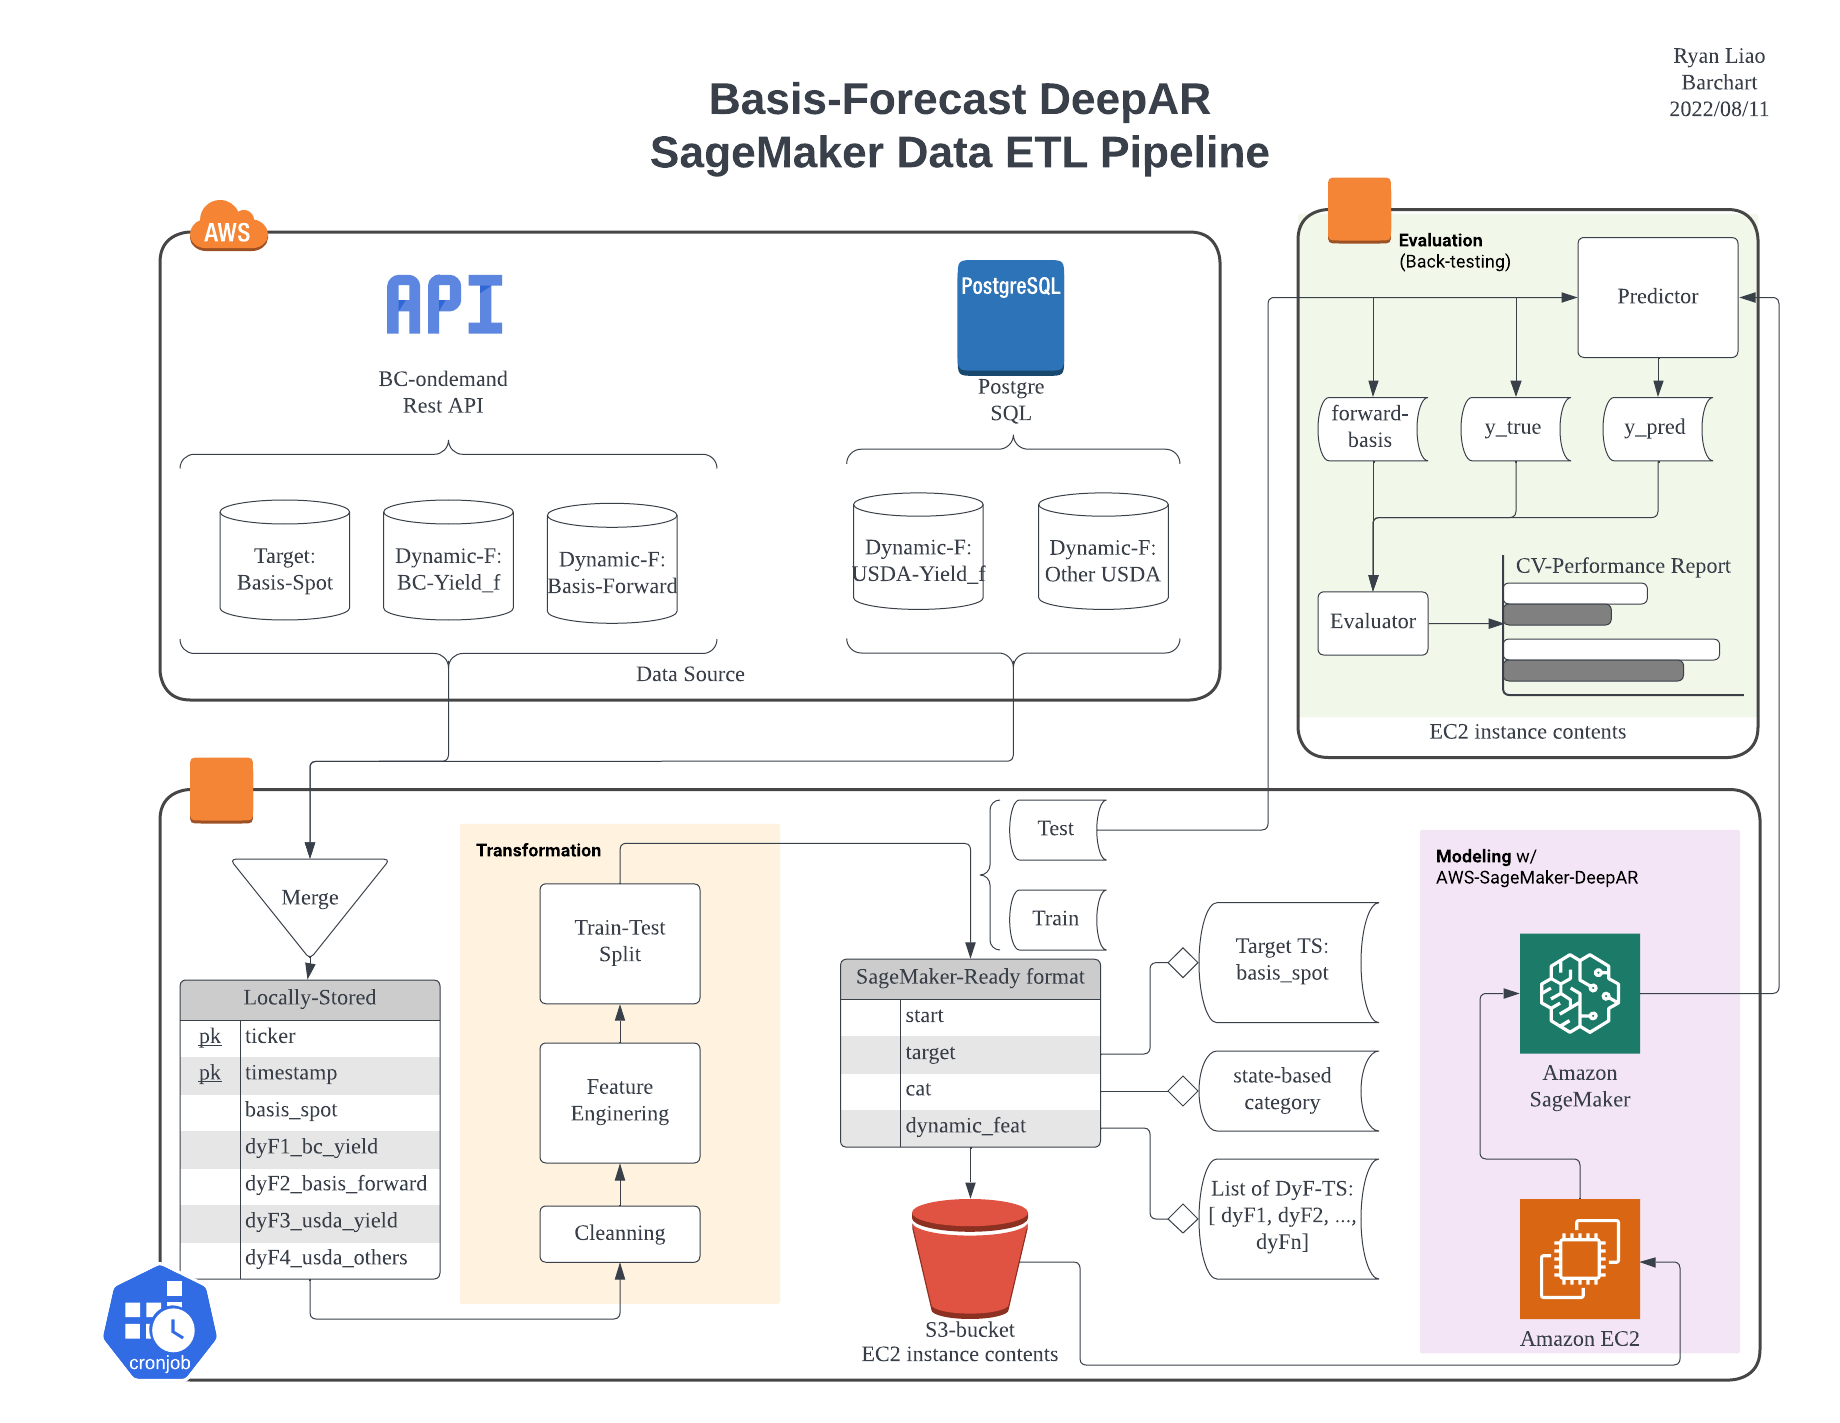 Ryan Liao
Barchart
2022/08/11
Basis-Forecast DeepAR
SageMaker Data ETL Pipeline
AWS
API
BC-ondemand
Rest API
PostgreSQL
Postgre
SQL
Target:
Basis-Spot
Dynamic-F:
BC-Yield_f
Dynamic-F:
Basis-Forward
Dynamic-F:
USDA-Yield_f
Dynamic-F:
Other USDA
Data Source
Evaluation
(Back-testing)
Predictor
forward-
basis
y_true
y_pred
Evaluator
CV-Performance Report
EC2 instance contents
Merge
Locally-Stored
pk ticker
pk timestamp
basis_spot
dyF1_bc_yield
dyF2_basis_forward
dyF3_usda_yield
dyF4_usda_others
cronjob
Transformation
Train-Test
Split
Feature
Enginering
Cleanning
Test
Train
SageMaker-Ready format
start
target
cat
dynamic_feat
Target TS:
basis_spot
state-based
category
List of DyF-TS:
[ dyF1, dyF2, ...,
dyFn]
S3-bucket
EC2 instance contents
Modeling w/
AWS-SageMaker-DeepAR
Amazon
SageMaker
Amazon EC2